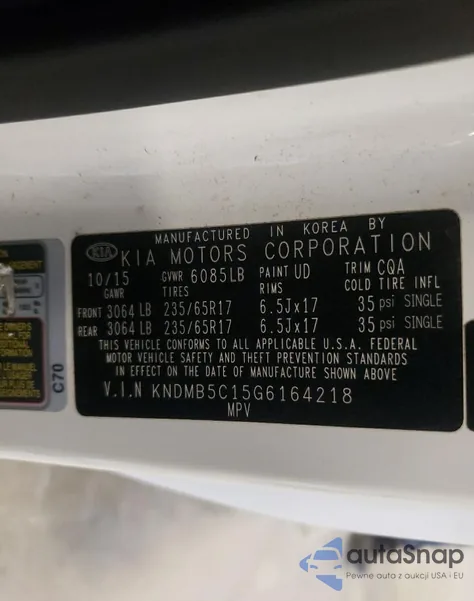 MANUFACTURED IN KOREA BY
KIA KIA MOTORS CORPORATION
10/15 GVWR 6085LB PAINT UD TRIM CQA
GAWR TIRES RIMS COLD TIRE INFL
FRONT 3064 LB 235/65R17 6.5Jx17 35 psi SINGLE
REAR 3064 LB 235/65R17 6.5Jx17 35 psi SINGLE
THIS VEHICLE CONFORMS TO ALL APPLICABLE U.S.A. FEDERAL
MOTOR VEHICLE SAFETY AND THEFT PREVENTION STANDARDS
IN EFFECT ON THE DATE OF MANUFACTURE SHOWN ABOVE
V.I.N KNDMB5C15G6164218
MPV
C70
autaSnap
Pewne auta z aukcji USA i EU